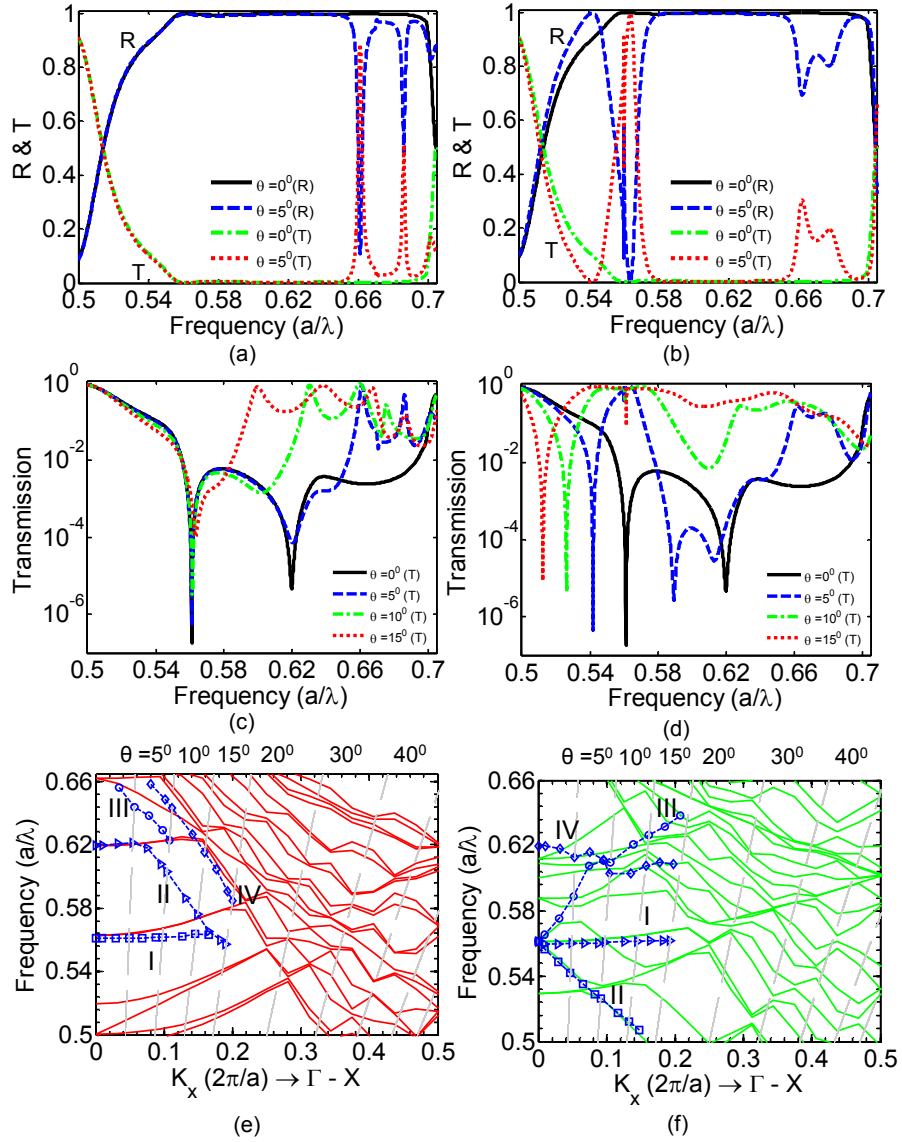 1
0.8
0.6
0.4
0.2
0
R & T
R
T
θ =0⁰(R)
θ =5⁰(R)
θ =0⁰(T)
θ =5⁰(T)
0.5 0.54 0.58 0.62 0.66 0.7
Frequency (a/λ)
(a)
1
0.8
0.6
0.4
0.2
0
R & T
R
T
θ =0⁰(R)
θ =5⁰(R)
θ =0⁰(T)
θ =5⁰(T)
0.5 0.54 0.58 0.62 0.66 0.7
Frequency (a/λ)
(b)
10⁰
10⁻²
10⁻⁴
10⁻⁶
Transmission
θ =0⁰ (T)
θ =5⁰ (T)
θ =10⁰ (T)
θ =15⁰ (T)
0.5 0.54 0.58 0.62 0.66 0.7
Frequency (a/λ)
(c)
10⁰
10⁻²
10⁻⁴
10⁻⁶
Transmission
θ =0⁰ (T)
θ =5⁰ (T)
θ =10⁰ (T)
θ =15⁰ (T)
0.5 0.54 0.58 0.62 0.66 0.7
Frequency (a/λ)
(d)
θ =5⁰ 10⁰ 15⁰ 20⁰ 30⁰ 40⁰
0.66
0.62
0.58
0.54
0.5
Frequency (a/λ)
III
II
IV
I
0 0.1 0.2 0.3 0.4 0.5
Kₓ (2π/a) → Γ - X
(e)
θ =5⁰ 10⁰ 15⁰ 20⁰ 30⁰ 40⁰
0.66
0.62
0.58
0.54
0.5
Frequency (a/λ)
III
IV
I
II
0 0.1 0.2 0.3 0.4 0.5
Kₓ (2π/a) → Γ - X
(f)